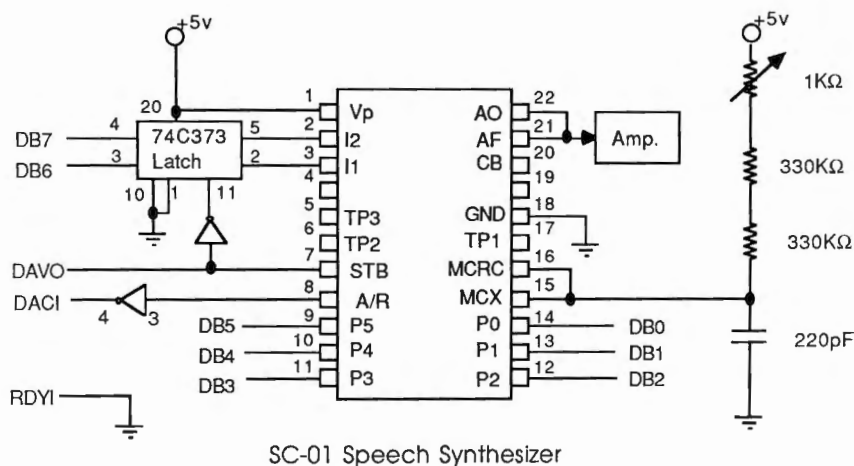 +5v
+5v
1KΩ
330KΩ
330KΩ
220pF
20
74C373
Latch
DB7
4
5
DB6
3
2
10
1
11
DAVO
DACI
4
3
RDYI
1
Vp
2
I2
3
I1
4
5
TP3
6
TP2
7
STB
8
A/R
DB5
9
P5
DB4
10
P4
DB3
11
P3
AO
22
AF
21
CB
20
19
GND
18
TP1
17
MCRC
16
MCX
15
P0
14
DB0
P1
13
DB1
P2
12
DB2
Amp.
SC-01 Speech Synthesizer